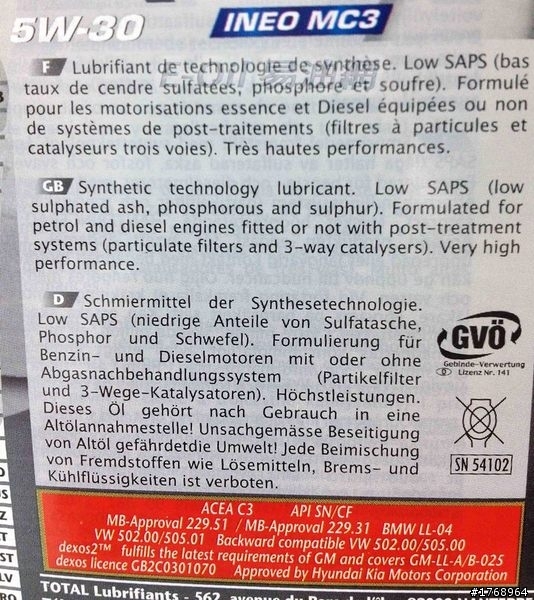 5W-30 INEO MC3
F Lubrifiant de technologie de synthèse. Low SAPS (bas
taux de cendre sulfatées, phosphore et soufre). Formulé
pour les motorisations essence et Diesel équipées ou non
de systèmes de post-traitements (filtres à particules et
catalyseurs trois voies). Très hautes performances.
GB Synthetic technology lubricant. Low SAPS (low
sulphated ash, phosphorous and sulphur). Formulated for
petrol and diesel engines fitted or not with post-treatment
systems (particulate filters and 3-way catalysers). Very high
performance.
D Schmiermittel der Synthesetechnologie.
Low SAPS (niedrige Anteile von Sulfatasche,
Phosphor und Schwefel). Formulierung für
Benzin- und Dieselmotoren mit oder ohne
Abgasnachbehandlungssystem (Partikelfilter
und 3-Wege-Katalysatoren). Höchstleistungen.
Dieses Öl gehört nach Gebrauch in eine
Altölannahmestelle! Unsachgemässe Beseitigung
von Altöl gefährdetdie Umwelt! Jede Beimischung
von Fremdstoffen wie Lösemitteln, Brems- und
Kühlflüssigkeiten ist verboten.
GVÖ
Gebinde-Verwertung
D Lizenz Nr. 141
SN 54102
ACEA C3 API SN/CF
MB-Approval 229.51 / MB-Approval 229.31 BMW LL-04
VW 502.00/505.01 Backward compatible VW 502.00/505.00
dexos2™ fulfills the latest requirements of GM and covers GM-LL-A/B-025
dexos licence GB2C0301070 Approved by Hyundai Kia Motors Corporation
TOTAL Lubrifiants - 562, avenue du
#1768964